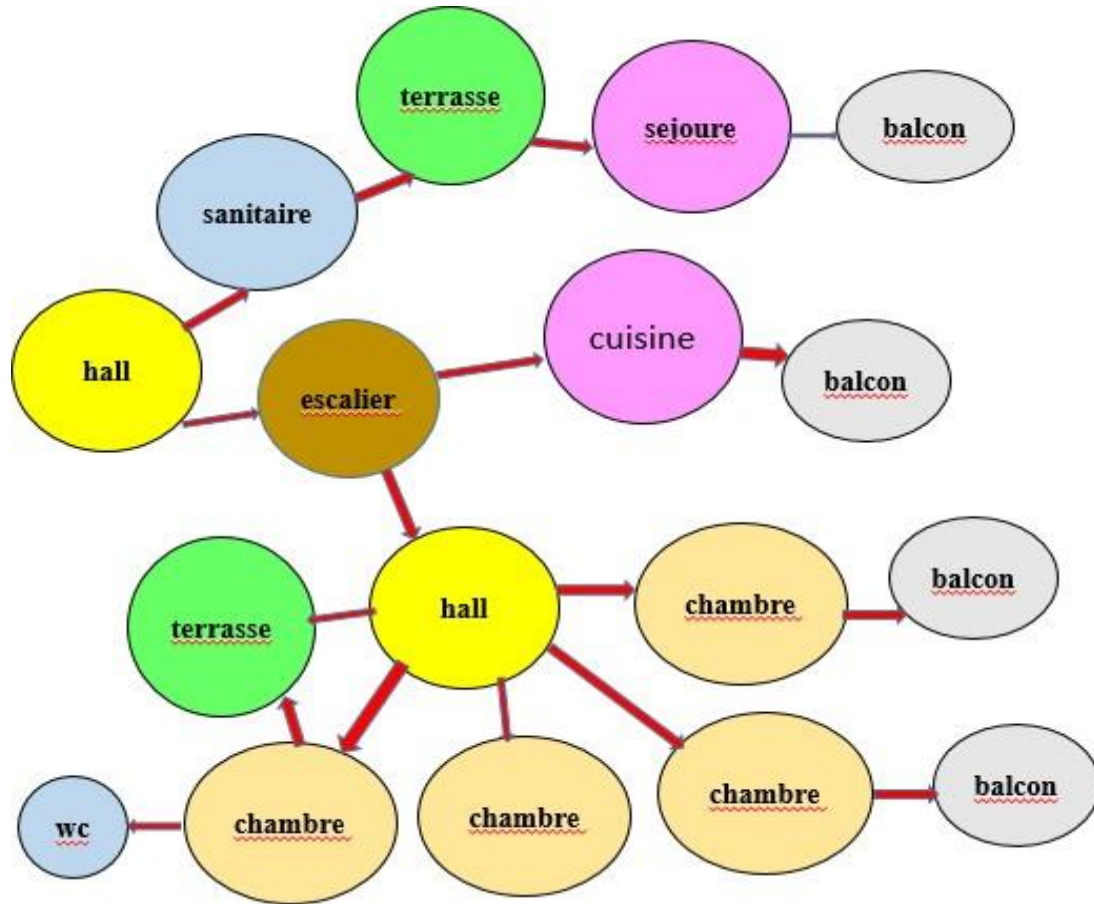 terrasse
sejoure
balcon
sanitaire
cuisine
hall
escalier
balcon
balcon
hall
chambre
terrasse
balcon
chambre
chambre
chambre
wc